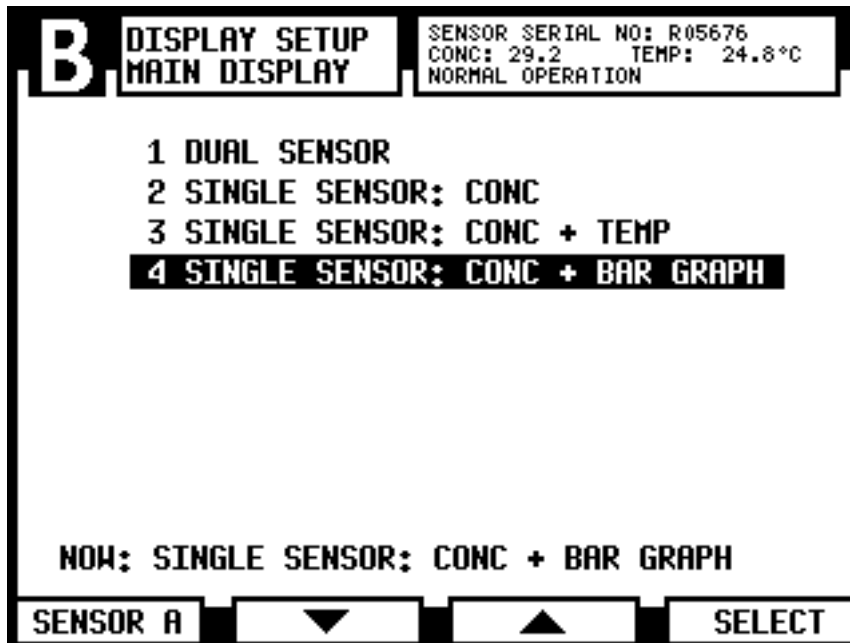 B
DISPLAY SETUP
MAIN DISPLAY
SENSOR SERIAL NO: R05676
CONC: 29.2 TEMP: 24.8°C
NORMAL OPERATION
1 DUAL SENSOR
2 SINGLE SENSOR: CONC
3 SINGLE SENSOR: CONC + TEMP
4 SINGLE SENSOR: CONC + BAR GRAPH
NOW: SINGLE SENSOR: CONC + BAR GRAPH
SENSOR A ▼ ▲ SELECT